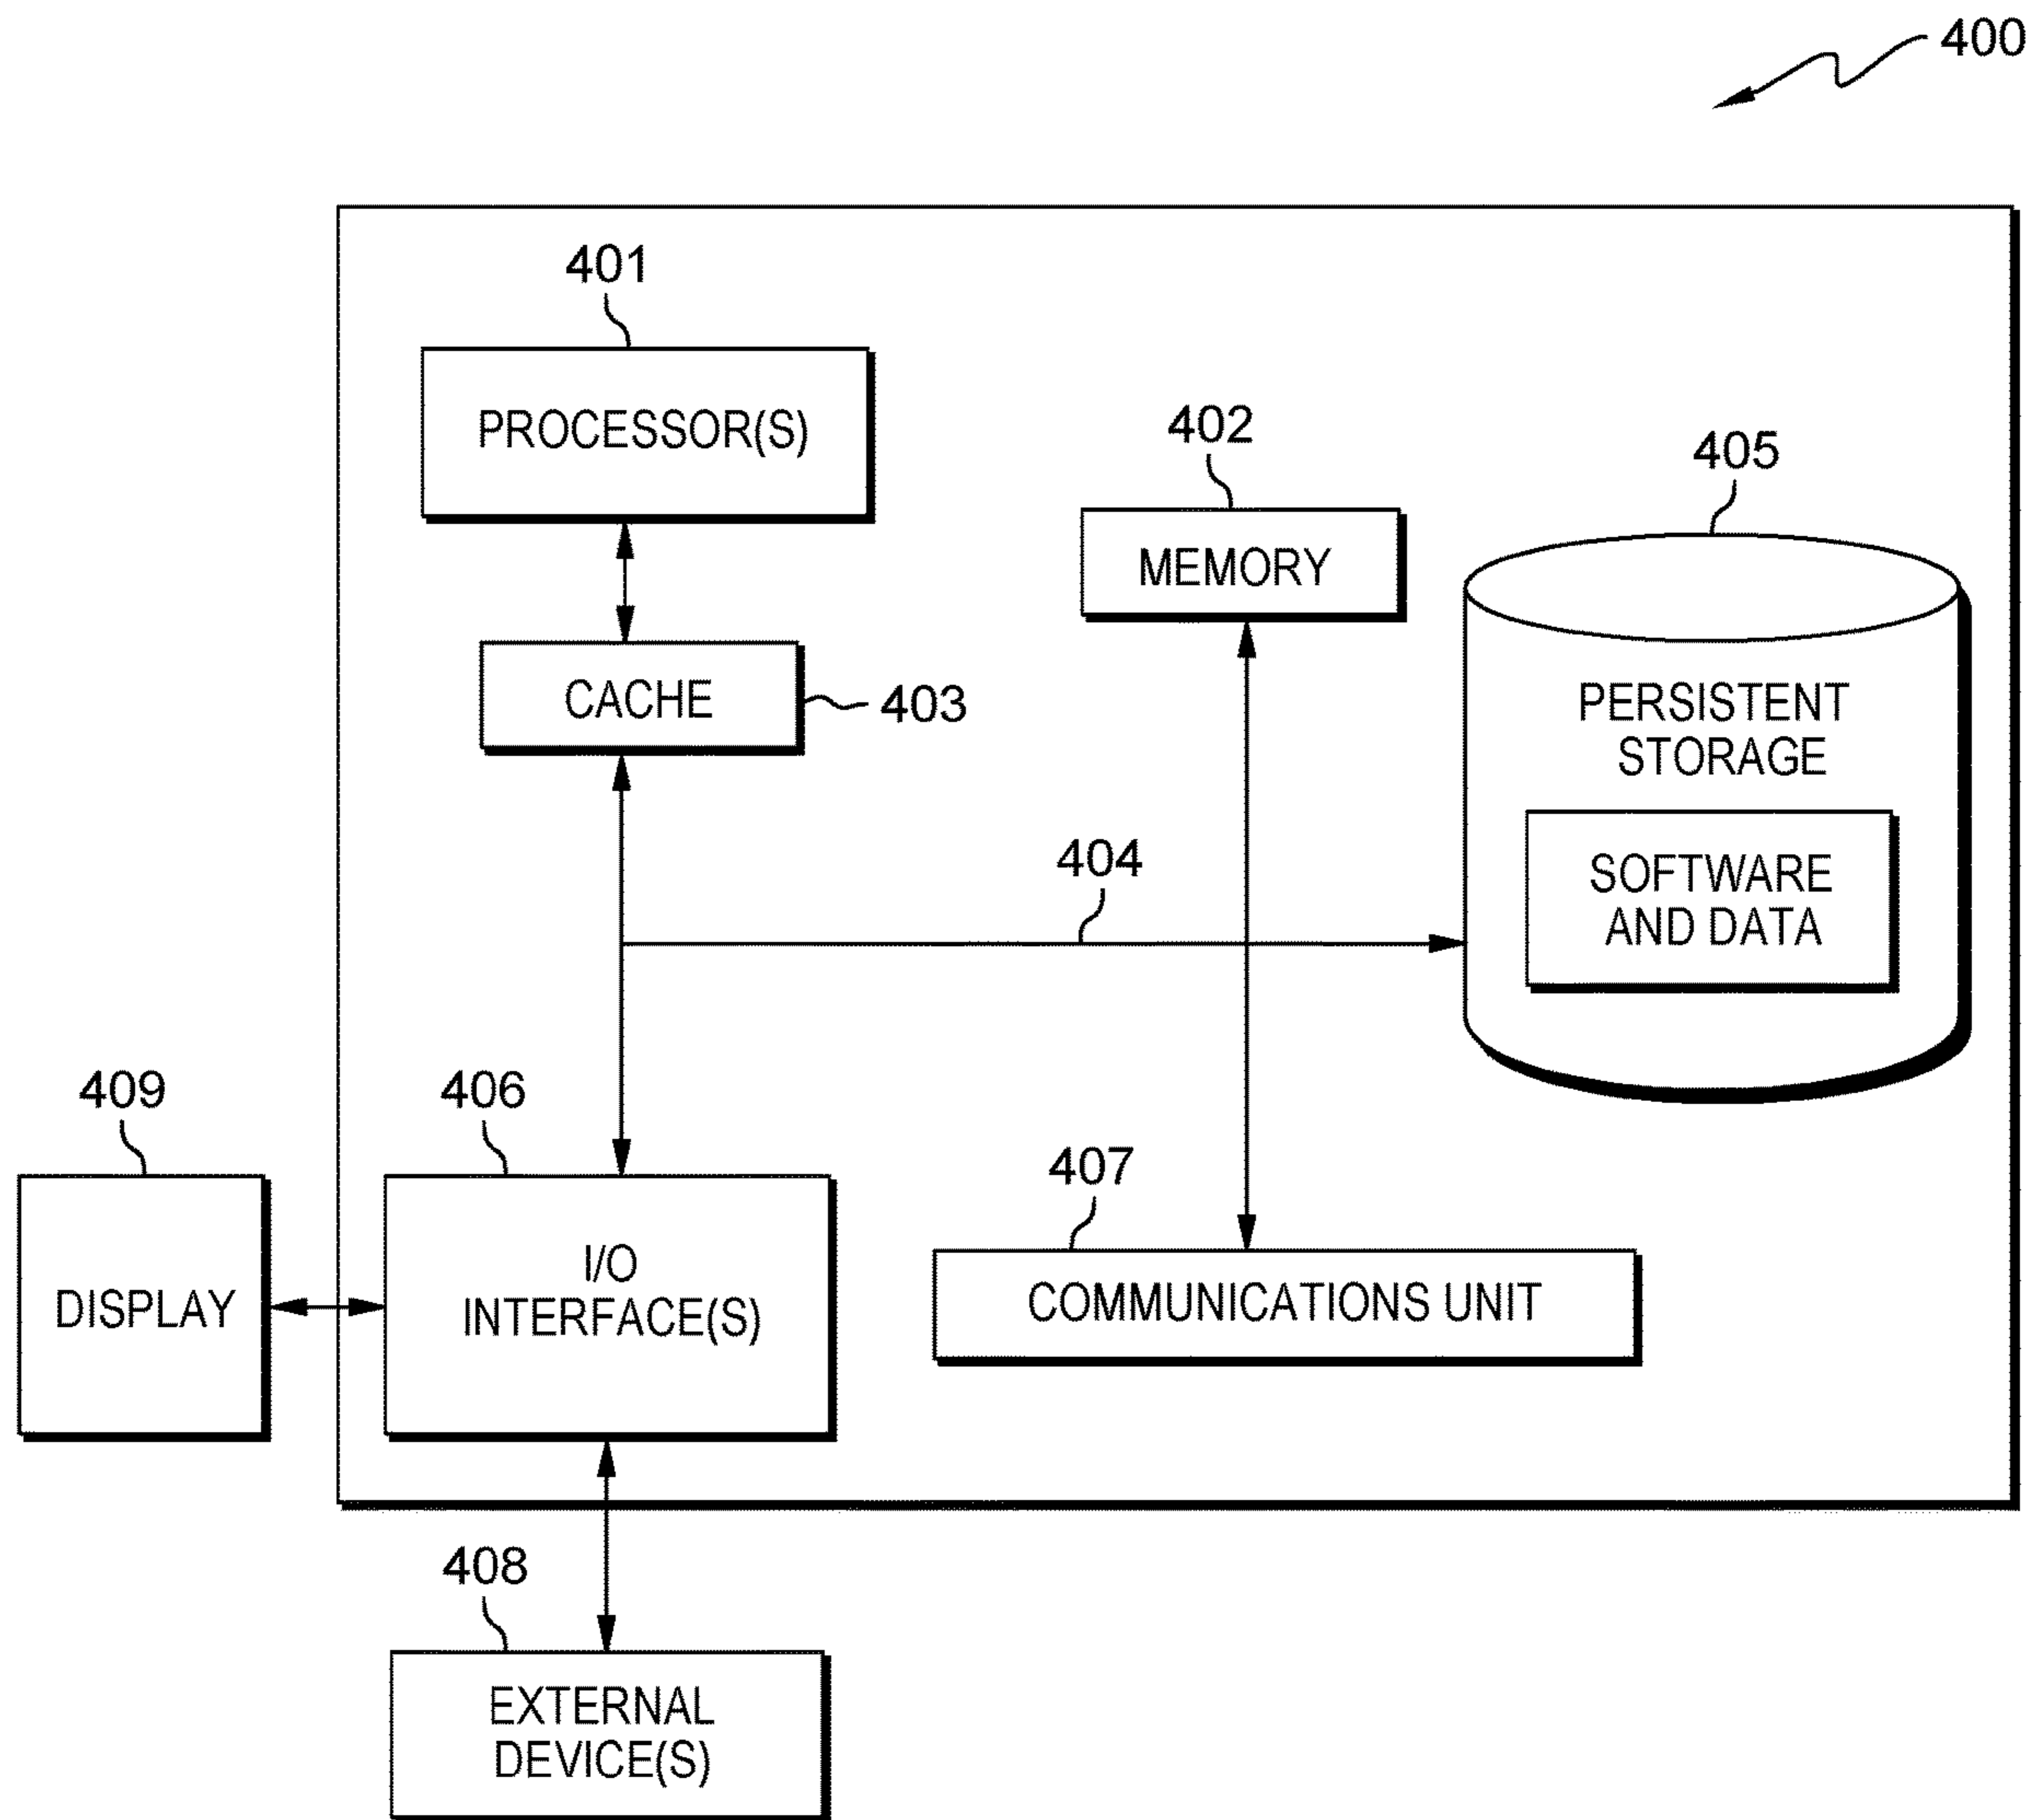 400
401
PROCESSOR(S)
402
MEMORY
405
CACHE
403
PERSISTENT
STORAGE
404
SOFTWARE
AND DATA
409
406
407
DISPLAY
I/O
INTERFACE(S)
COMMUNICATIONS UNIT
408
EXTERNAL
DEVICE(S)